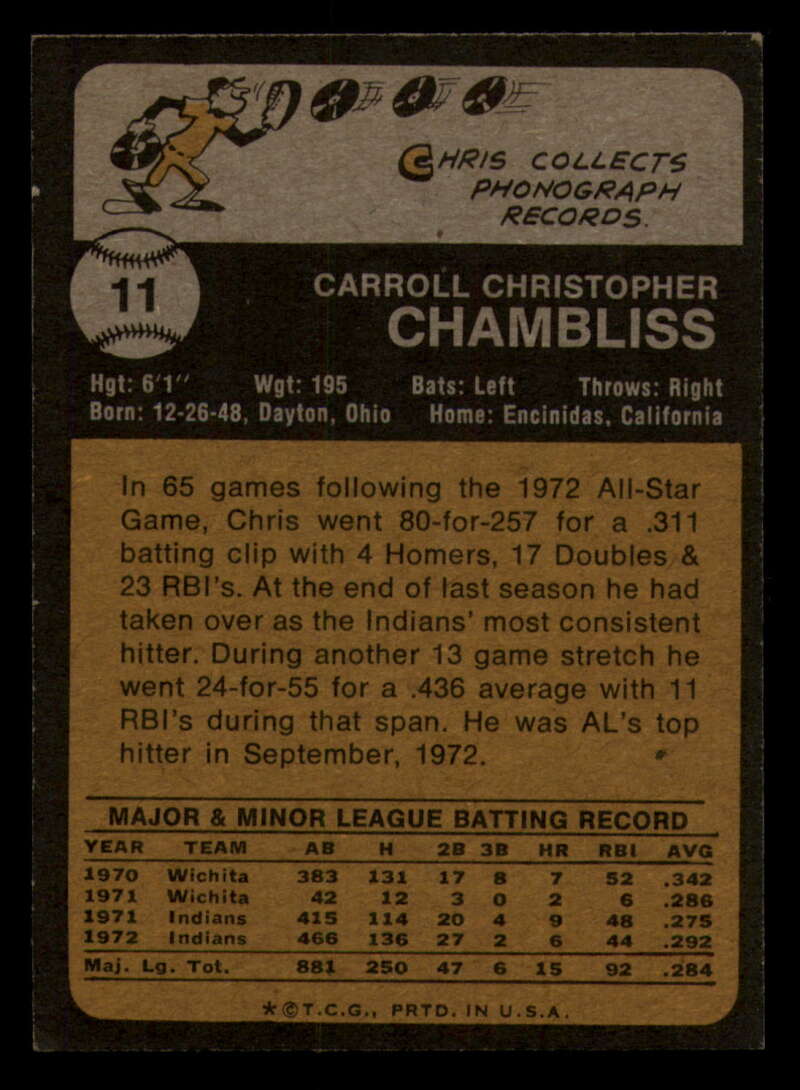 CHRIS COLLECTS
PHONOGRAPH
RECORDS.
11
CARROLL CHRISTOPHER
CHAMBLISS
Hgt: 6'1" Wgt: 195 Bats: Left Throws: Right
Born: 12-26-48, Dayton, Ohio Home: Encinidas, California
In 65 games following the 1972 All-Star
Game, Chris went 80-for-257 for a .311
batting clip with 4 Homers, 17 Doubles &
23 RBI's. At the end of last season he had
taken over as the Indians' most consistent
hitter. During another 13 game stretch he
went 24-for-55 for a .436 average with 11
RBI's during that span. He was AL's top
hitter in September, 1972.
MAJOR & MINOR LEAGUE BATTING RECORD
YEAR TEAM AB H 2B 3B HR RBI AVG
1970 Wichita 383 131 17 8 7 52 .342
1971 Wichita 42 12 3 0 2 6 .286
1971 Indians 415 114 20 4 9 48 .275
1972 Indians 466 136 27 2 6 44 .292
Maj. Lg. Tot. 881 250 47 6 15 92 .284
*©T.C.G., PRTD. IN U.S.A.